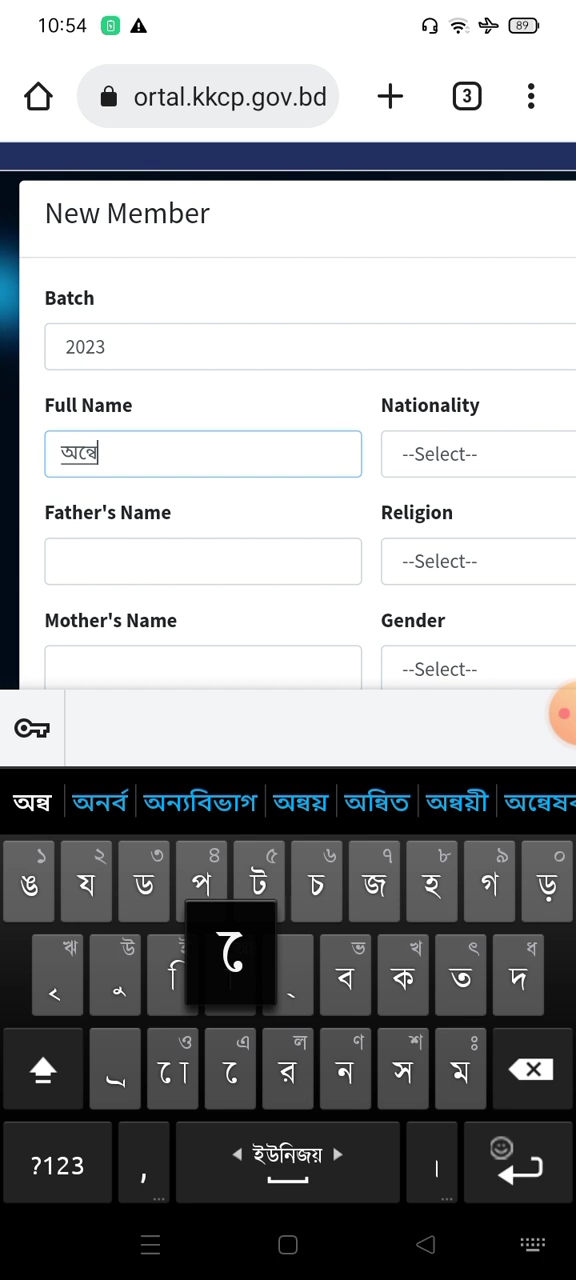 10:54
89
ortal.kkcp.gov.bd
3
New Member
Batch
2023
Full Name
Nationality
অন্বে
--Select--
Father's Name
Religion
--Select--
Mother's Name
Gender
--Select--
অন্ব অনর্ব অন্যবিভাগ অন্বয় অন্বিত অন্বয়ী
১ ২ ৩ ৪ ৫ ৬ ৭ ৮ ৯ ০
ঙ য ড প ট চ জ হ গ ড়
ঋ উ ভ খ ৎ ধ
ৃ ু ি ে ্ ব ক ত দ
ও এ ল ণ শ ঃ
ূ ো ে র ন স ম
?123 , ◂ ইউনিজয় ▸ ।